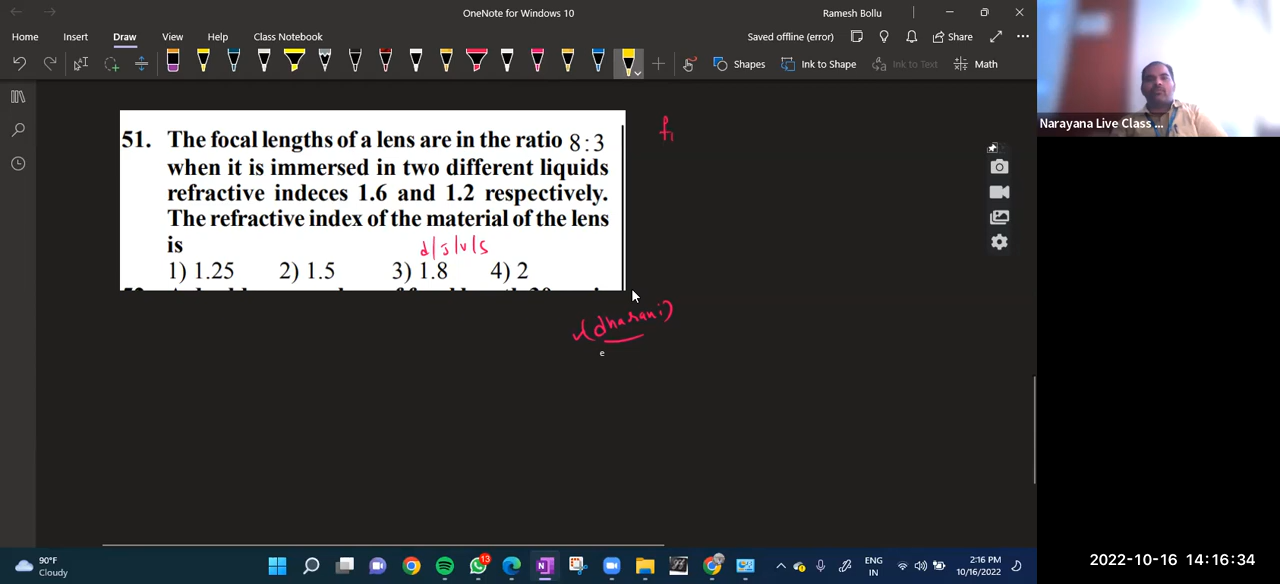 OneNote for Windows 10
Ramesh Bollu
Home Insert Draw View Help Class Notebook
Saved offline (error) Share
Shapes Ink to Shape Ink to Text Math
Narayana Live Class ...
51. The focal lengths of a lens are in the ratio 8:3
when it is immersed in two different liquids
refractive indeces 1.6 and 1.2 respectively.
The refractive index of the material of the lens
is
d|s|v|s
1) 1.25 2) 1.5 3) 1.8 4) 2
f1
(dharani)
e
90°F
Cloudy
13
ENG
IN
2:16 PM
10/16/2022
2022-10-16 14:16:34